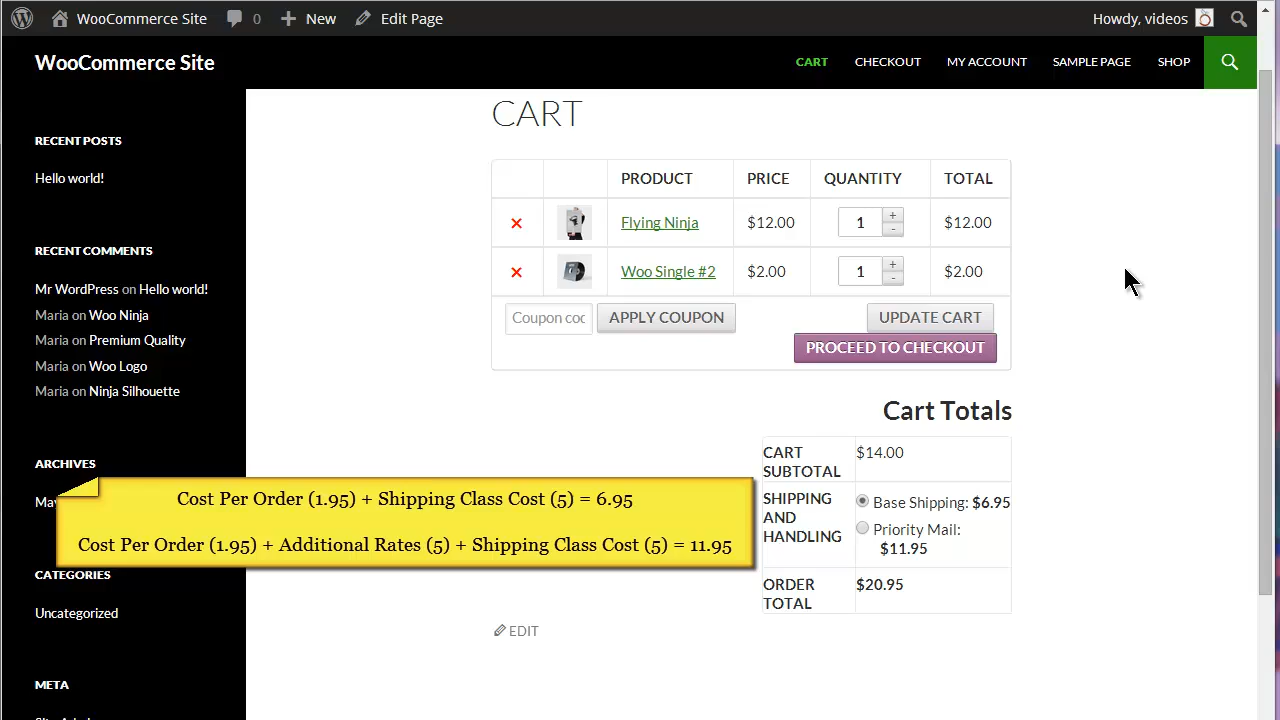 WooCommerce Site 0 New Edit Page Howdy, videos
WooCommerce Site CART CHECKOUT MY ACCOUNT SAMPLE PAGE SHOP
RECENT POSTS
Hello world!
RECENT COMMENTS
Mr WordPress on Hello world!
Maria on Woo Ninja
Maria on Premium Quality
Maria on Woo Logo
Maria on Ninja Silhouette
ARCHIVES
CATEGORIES
Uncategorized
META
CART
PRODUCT PRICE QUANTITY TOTAL
Flying Ninja $12.00 1 + - $12.00
Woo Single #2 $2.00 1 + - $2.00
Coupon coc APPLY COUPON UPDATE CART
PROCEED TO CHECKOUT
Cart Totals
CART $14.00
SUBTOTAL
SHIPPING Base Shipping: $6.95
AND Priority Mail:
HANDLING $11.95
ORDER $20.95
TOTAL
EDIT
Cost Per Order (1.95) + Shipping Class Cost (5) = 6.95
Cost Per Order (1.95) + Additional Rates (5) + Shipping Class Cost (5) = 11.95